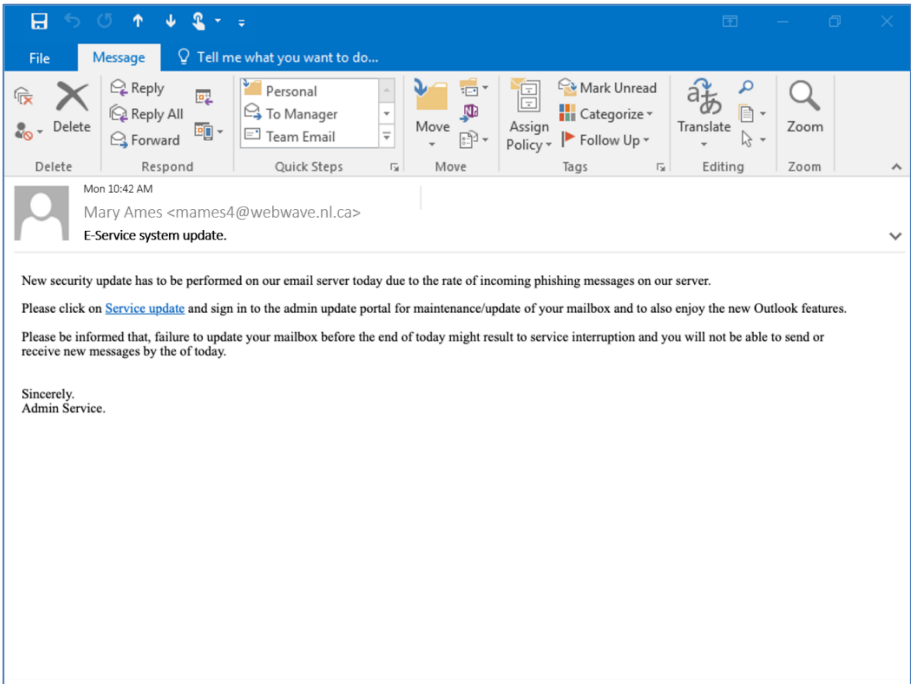 File Message Tell me what you want to do...
Reply
Reply All
Forward
Delete
Personal
To Manager
Team Email
Move
Assign
Policy
Mark Unread
Categorize
Follow Up
Translate
Zoom
Delete Respond Quick Steps Move Tags Editing Zoom
Mon 10:42 AM
Mary Ames <mames4@webwave.nl.ca>
E-Service system update.
New security update has to be performed on our email server today due to the rate of incoming phishing messages on our server.
Please click on Service update and sign in to the admin update portal for maintenance/update of your mailbox and to also enjoy the new Outlook features.
Please be informed that, failure to update your mailbox before the end of today might result to service interruption and you will not be able to send or
receive new messages by the of today.
Sincerely.
Admin Service.